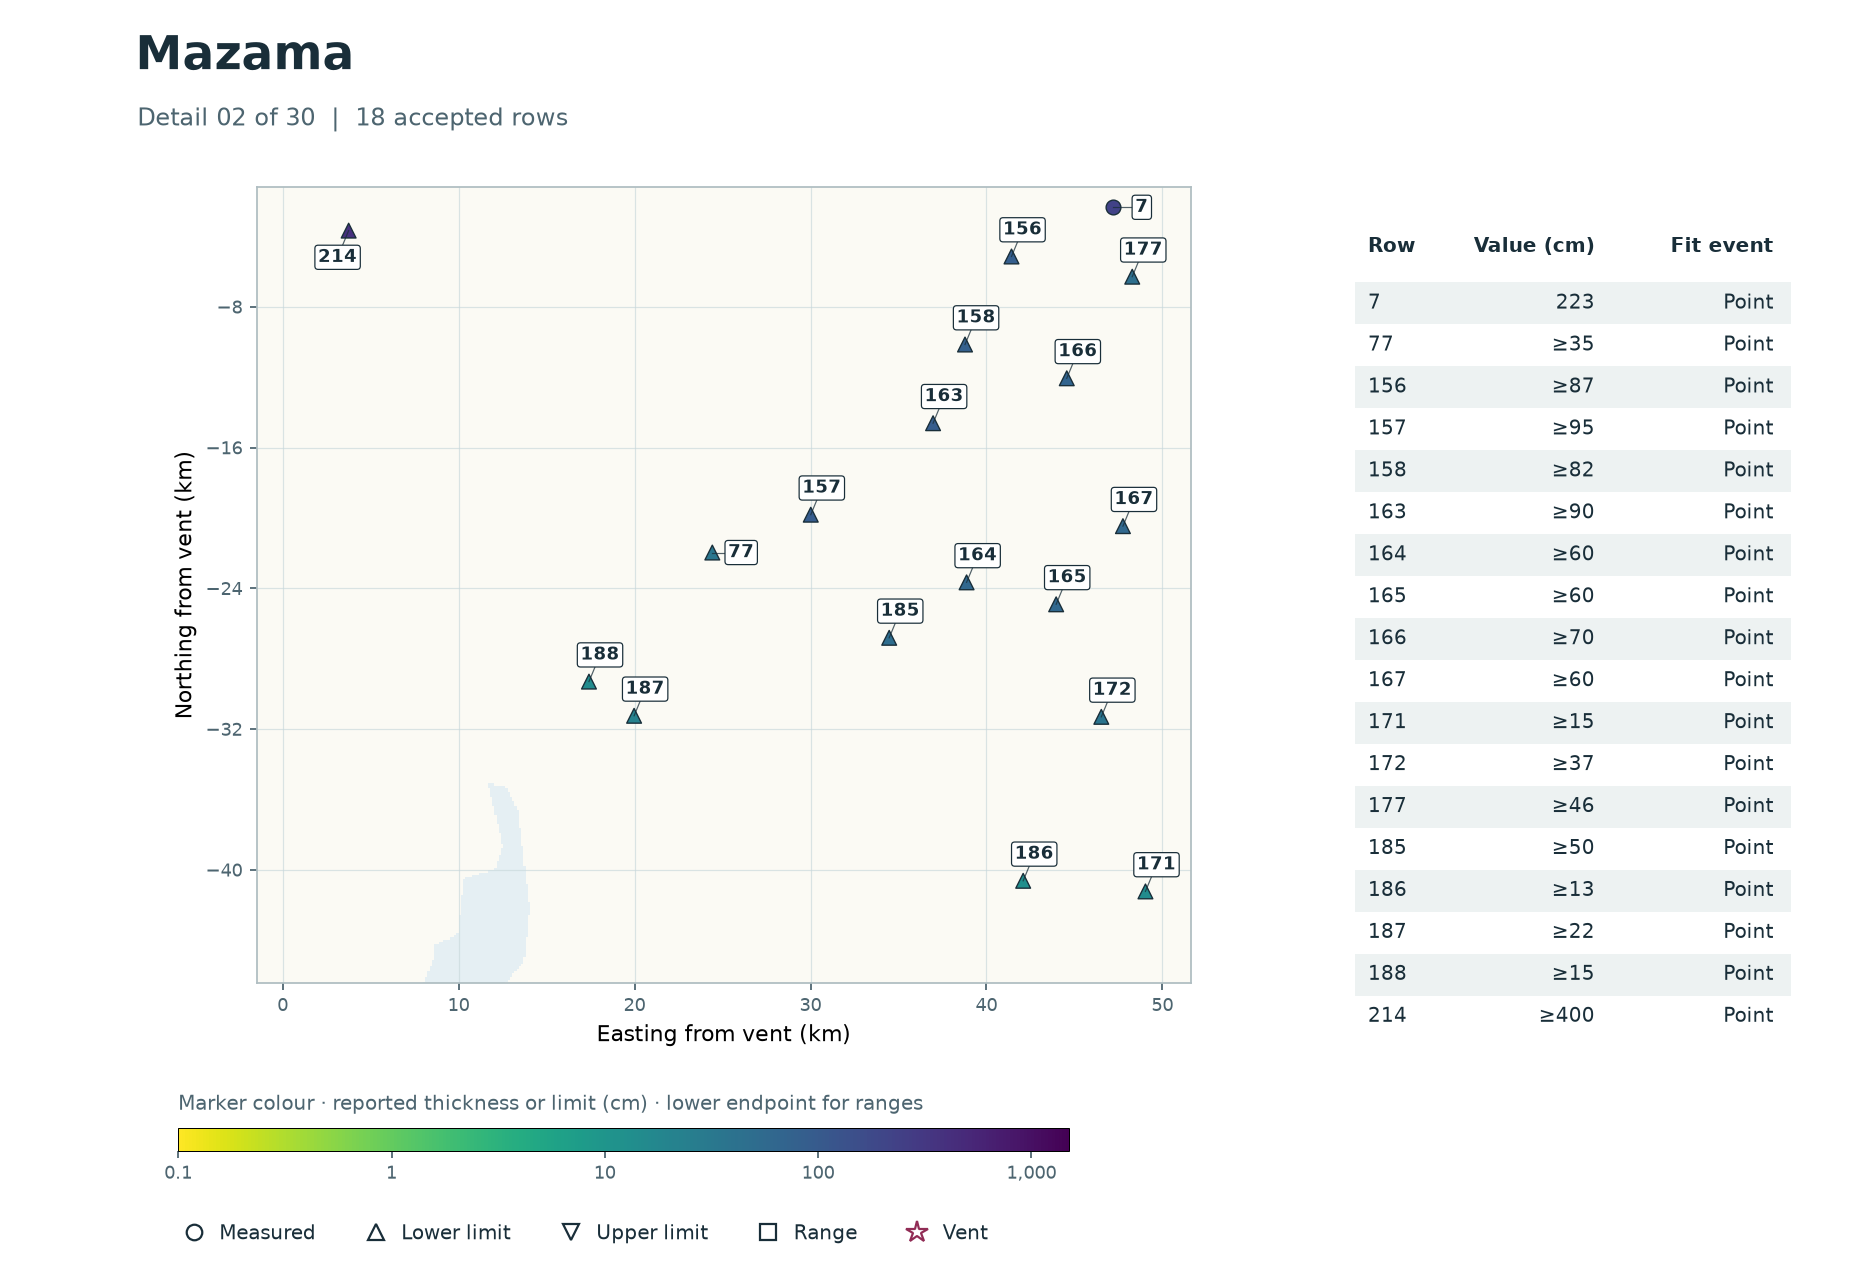 Mazama
Detail 02 of 30 | 18 accepted rows
7
156
177
214
158
166
163
157
167
77
164
165
185
188
187
172
186
171
−8
−16
−24
−32
−40
Northing from vent (km)
0 10 20 30 40 50
Easting from vent (km)
Row Value (cm) Fit event
7 223 Point
77 ≥35 Point
156 ≥87 Point
157 ≥95 Point
158 ≥82 Point
163 ≥90 Point
164 ≥60 Point
165 ≥60 Point
166 ≥70 Point
167 ≥60 Point
171 ≥15 Point
172 ≥37 Point
177 ≥46 Point
185 ≥50 Point
186 ≥13 Point
187 ≥22 Point
188 ≥15 Point
214 ≥400 Point
Marker colour · reported thickness or limit (cm) · lower endpoint for ranges
0.1 1 10 100 1,000
Measured Lower limit Upper limit Range Vent